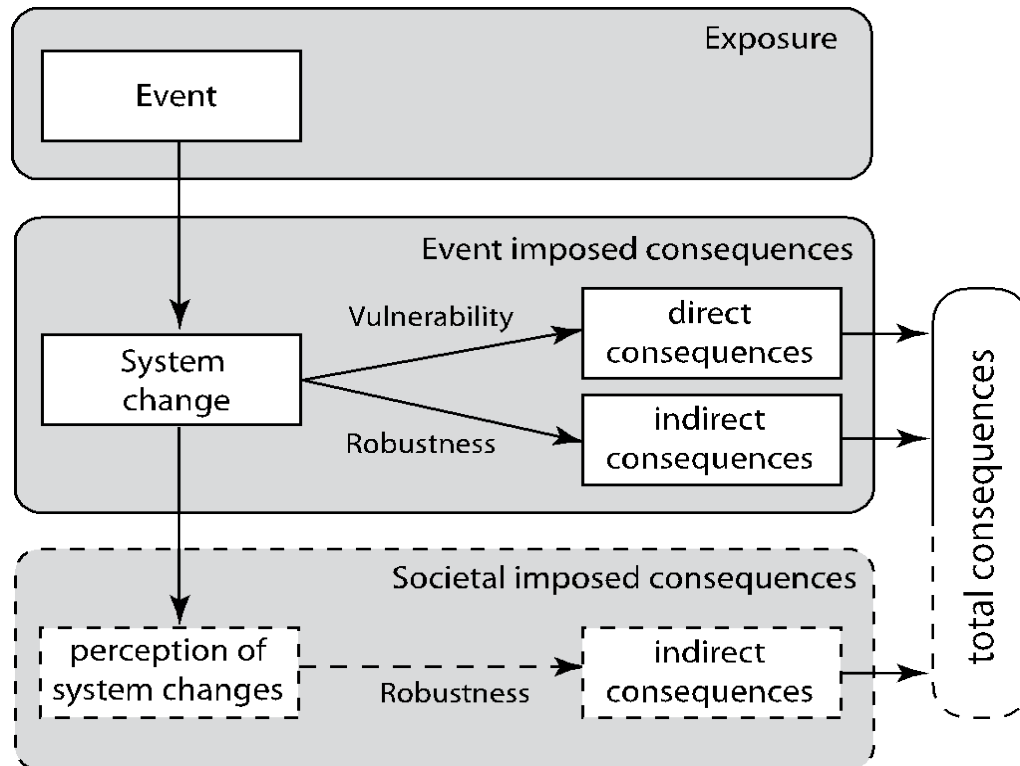 Exposure
Event
Event imposed consequences
Vulnerability
direct
consequences
System
change
Robustness
indirect
consequences
total consequences
Societal imposed consequences
perception of
system changes
Robustness
indirect
consequences